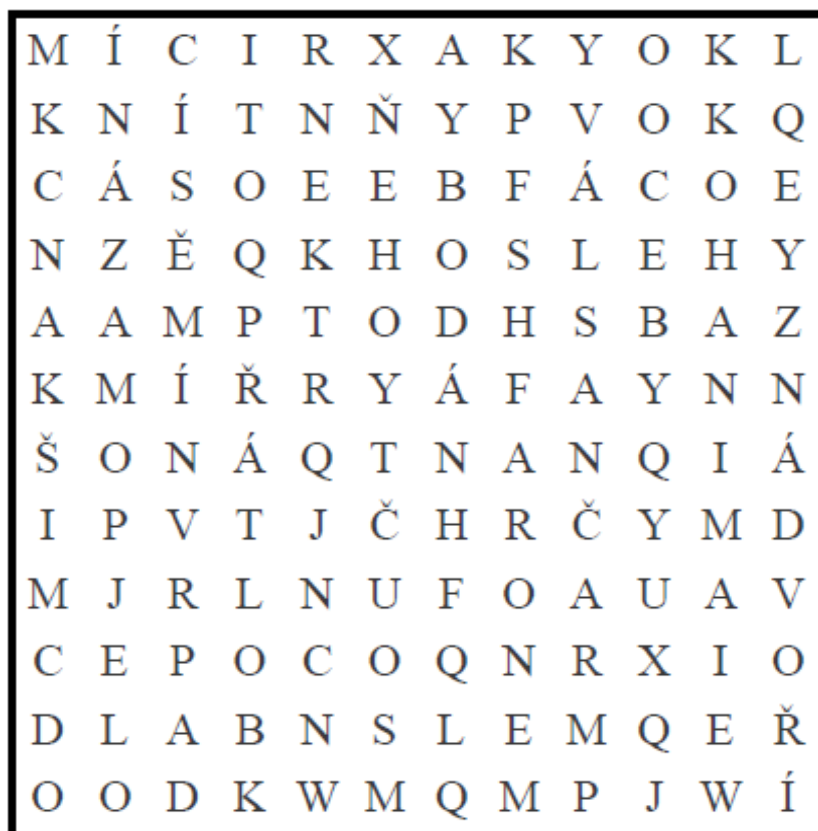 M Í C I R X A K Y O K L
K N Í T N Ň Y P V O K Q
C Á S O E E B F Á C O E
N Z Ě Q K H O S L E H Y
A A M P T O D H S B A Z
K M Í Ř R Y Á F A Y N N
Š O N Á Q T N A N Q I Á
I P V T J Č H R Č Y M D
M J R L N U F O A U A V
C E P O C O Q N R X I O
D L A B N S L E M Q E Ř
O O D K W M Q M P J W Í